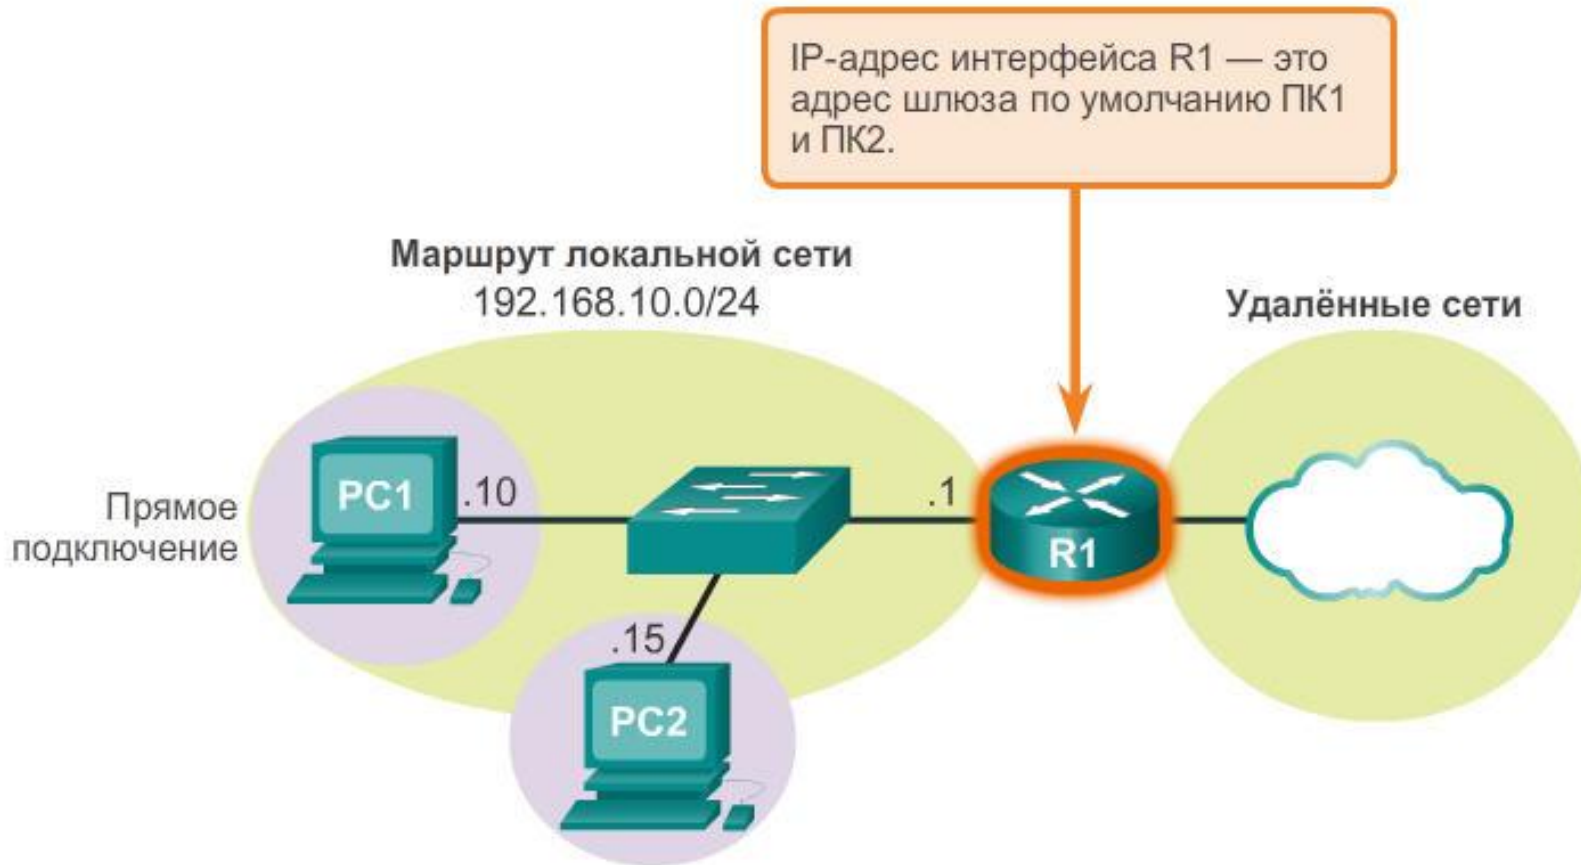 IP-адрес интерфейса R1 — это
адрес шлюза по умолчанию ПК1
и ПК2.
Маршрут локальной сети
192.168.10.0/24
Удалённые сети
Прямое
подключение
PC1
.10
.1
R1
.15
PC2